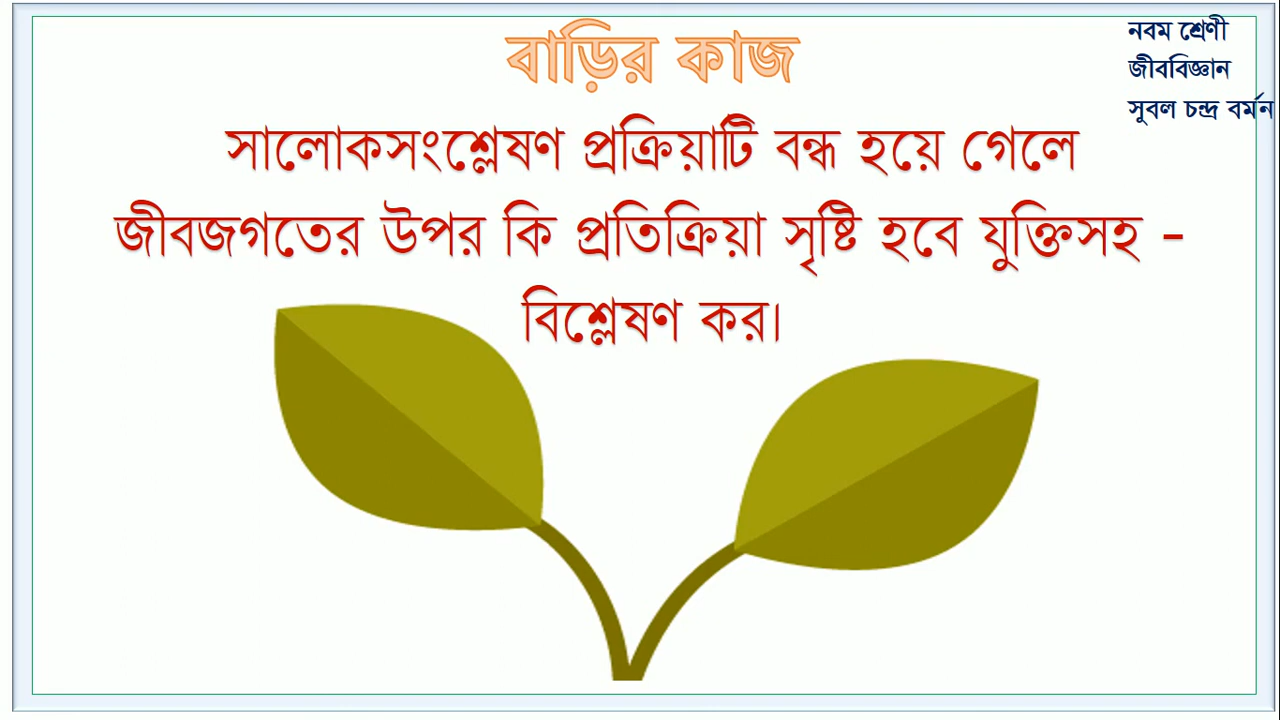 বাড়ির কাজ
নবম শ্রেণী
জীববিজ্ঞান
সুবল চন্দ্র বর্মন
সালোকসংশ্লেষণ প্রক্রিয়াটি বন্ধ হয়ে গেলে
জীবজগতের উপর কি প্রতিক্রিয়া সৃষ্টি হবে যুক্তিসহ -
বিশ্লেষণ কর।